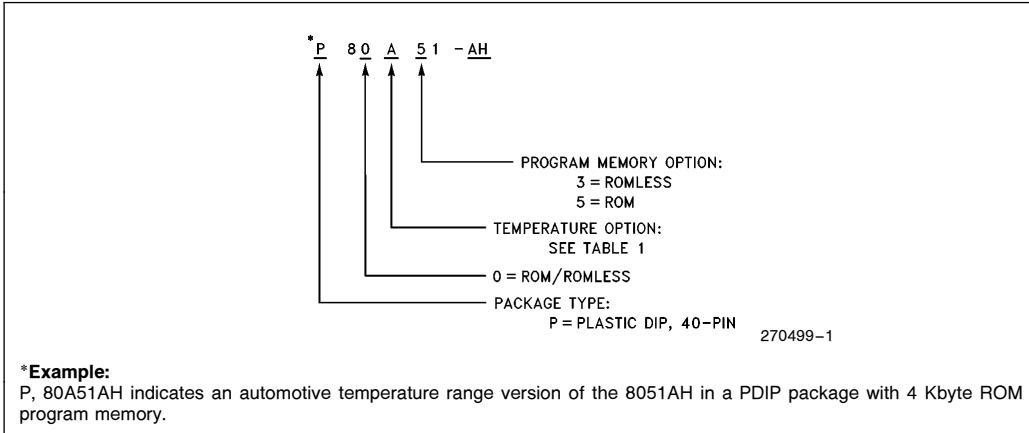 *P 80A51-AH
PROGRAM MEMORY OPTION:
3 = ROMLESS
5 = ROM
TEMPERATURE OPTION:
SEE TABLE 1
0 = ROM/ROMLESS
PACKAGE TYPE:
P = PLASTIC DIP, 40-PIN
270499-1
*Example:
P, 80A51AH indicates an automotive temperature range version of the 8051AH in a PDIP package with 4 Kbyte ROM
program memory.